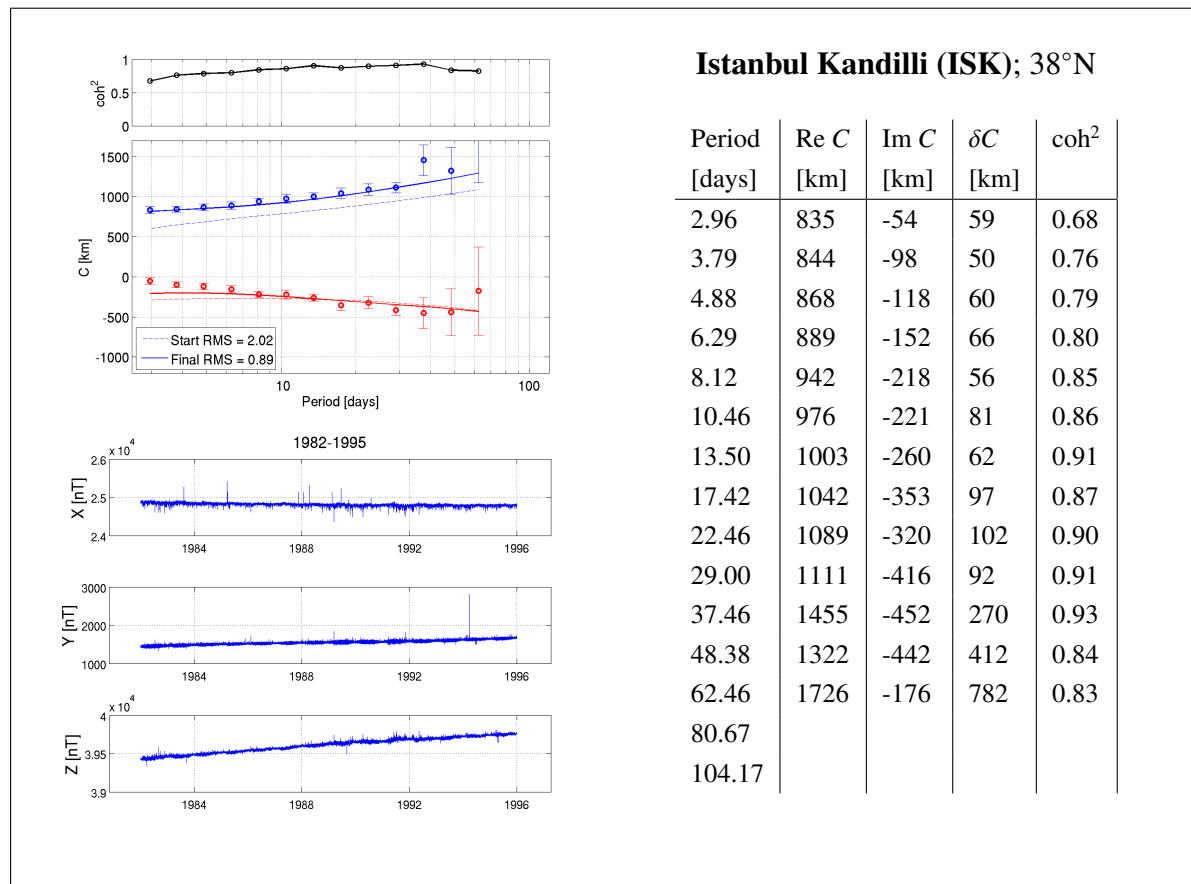 Istanbul Kandilli (ISK); 38°N
1
0.5
0
coh²
1500
1000
500
0
-500
-1000
C [km]
Start RMS = 2.02
Final RMS = 0.89
10
100
Period [days]
1982-1995
x 10⁴
2.6
2.5
2.4
X [nT]
1984
1988
1992
1996
3000
2000
1000
Y [nT]
1984
1988
1992
1996
x 10⁴
4
3.95
3.9
Z [nT]
1984
1988
1992
1996
Period Re C Im C δC coh²
[days] [km] [km] [km]
2.96 835 -54 59 0.68
3.79 844 -98 50 0.76
4.88 868 -118 60 0.79
6.29 889 -152 66 0.80
8.12 942 -218 56 0.85
10.46 976 -221 81 0.86
13.50 1003 -260 62 0.91
17.42 1042 -353 97 0.87
22.46 1089 -320 102 0.90
29.00 1111 -416 92 0.91
37.46 1455 -452 270 0.93
48.38 1322 -442 412 0.84
62.46 1726 -176 782 0.83
80.67
104.17